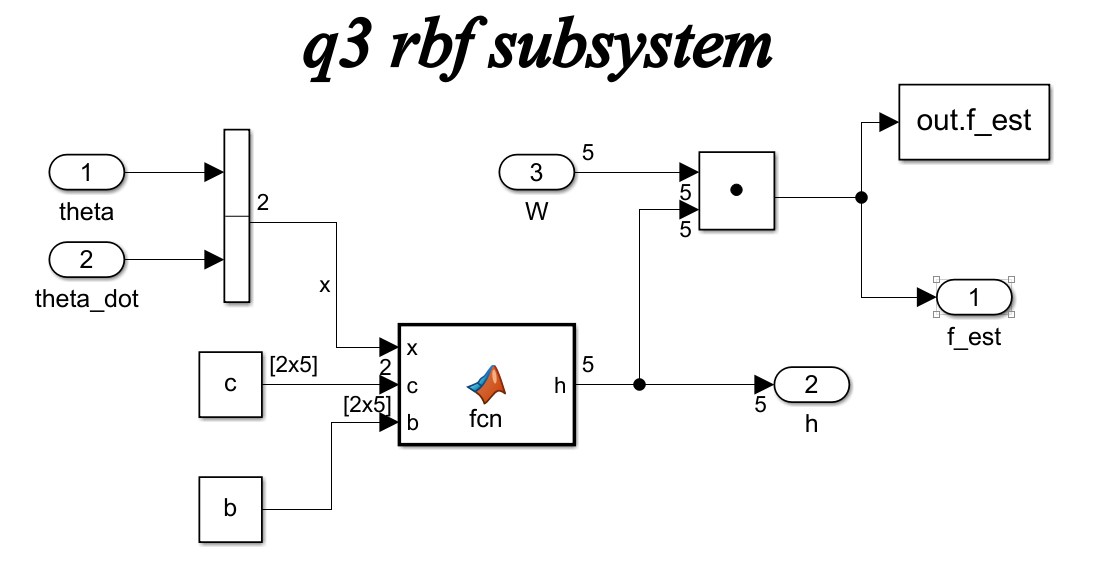 q3 rbf subsystem
1
theta
2
theta_dot
2
x
3
W
5
5
5
out.f_est
1
f_est
c
[2x5]
b
[2x5]
2
x
c
b
h
fcn
5
5
2
h